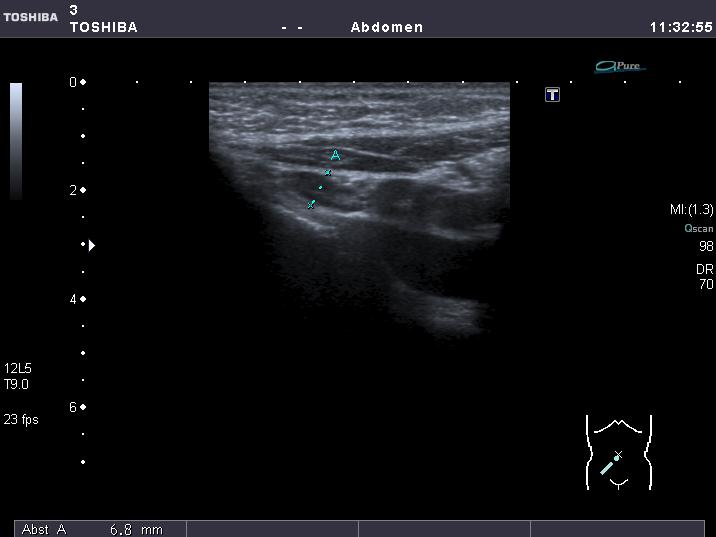 TOSHIBA
3
TOSHIBA
- -
Abdomen
11:32:55
aPure
0
T
A
2
MI:(1.3)
Qscan
98
DR
70
4
12L5
T9.0
23 fps
6
Abst A 6.8 mm